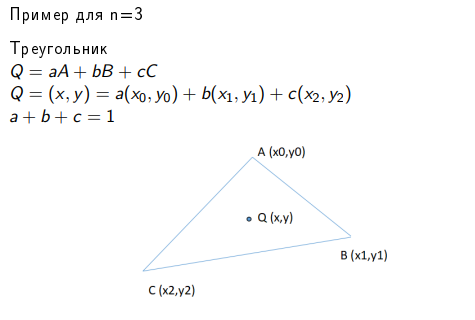 Пример для n=3
Треугольник
Q = aA + bB + cC
Q = (x, y) = a(x₀, y₀) + b(x₁, y₁) + c(x₂, y₂)
a + b + c = 1
A (x0,y0)
Q (x,y)
B (x1,y1)
C (x2,y2)